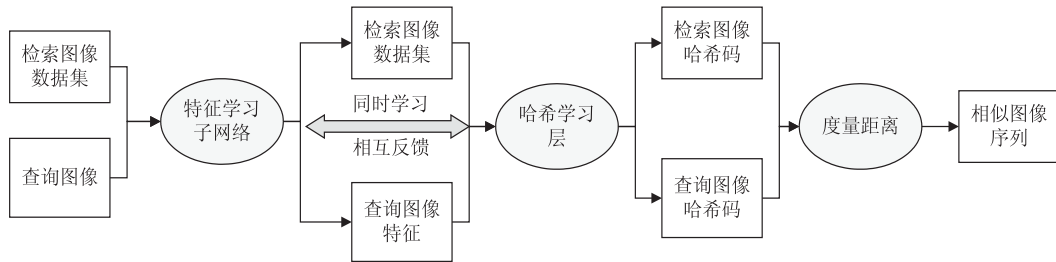 检索图像
数据集
查询图像
特征学习
子网络
检索图像
数据集
同时学习
相互反馈
查询图像
特征
哈希学习
层
检索图像
哈希码
查询图像
哈希码
度量距离
相似图像
序列